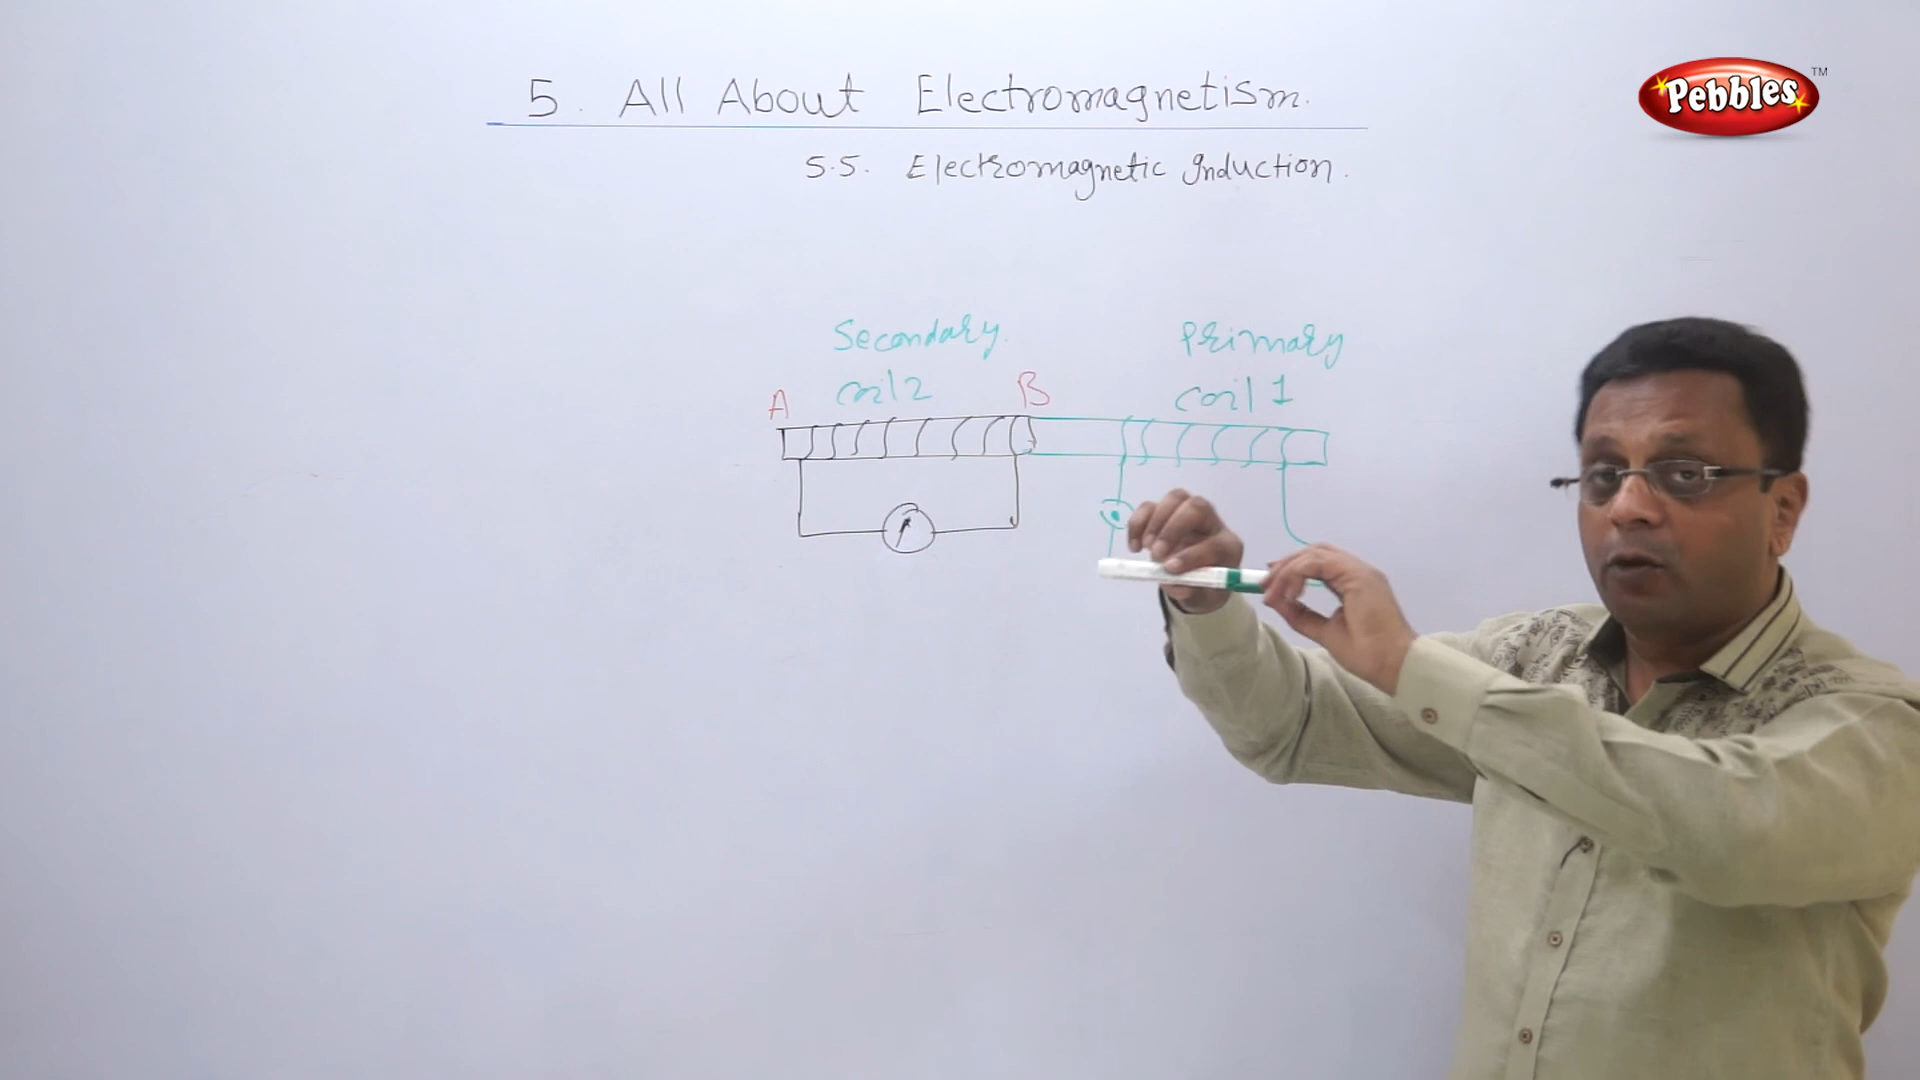 5. All About Electromagnetism.
Pebbles TM
5.5. Electromagnetic Induction.
Secondary Primary
A coil 2 B coil 1